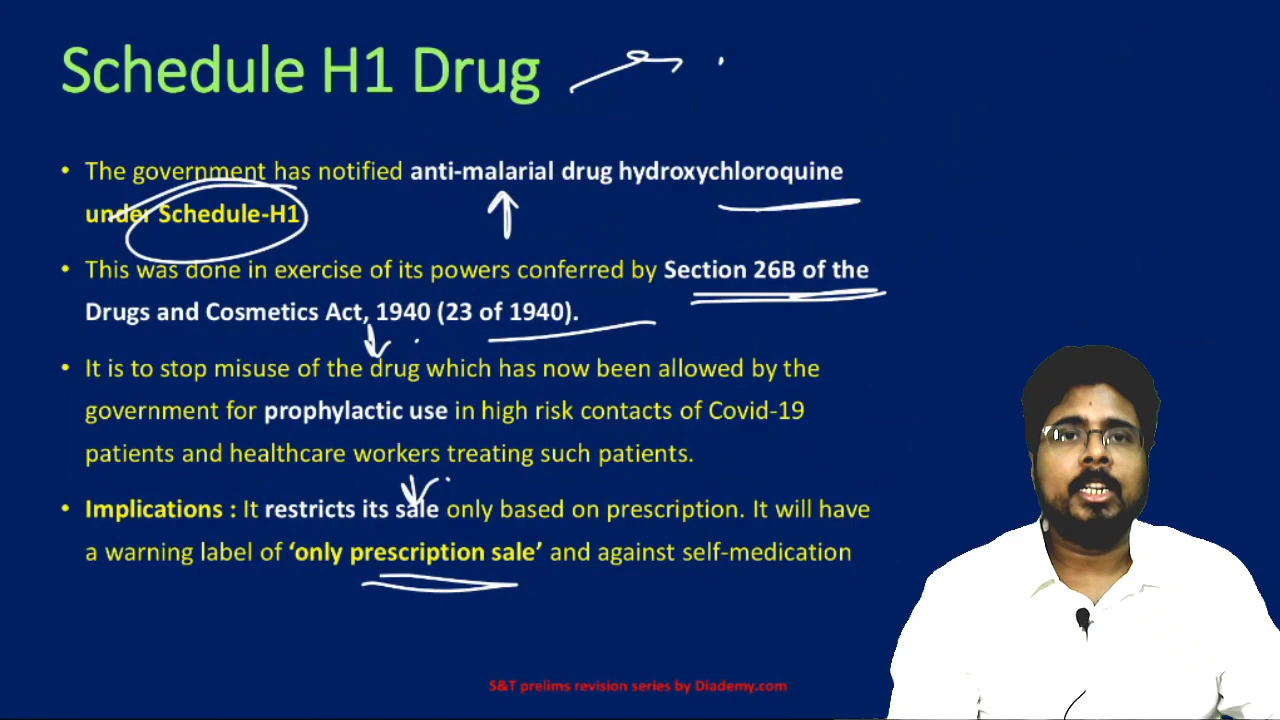 Schedule H1 Drug
• The government has notified anti-malarial drug hydroxychloroquine
under Schedule-H1
• This was done in exercise of its powers conferred by Section 26B of the
Drugs and Cosmetics Act, 1940 (23 of 1940).
• It is to stop misuse of the drug which has now been allowed by the
government for prophylactic use in high risk contacts of Covid-19
patients and healthcare workers treating such patients.
• Implications : It restricts its sale only based on prescription. It will have
a warning label of ‘only prescription sale’ and against self-medication
S&T prelims revision series by Diademy.com